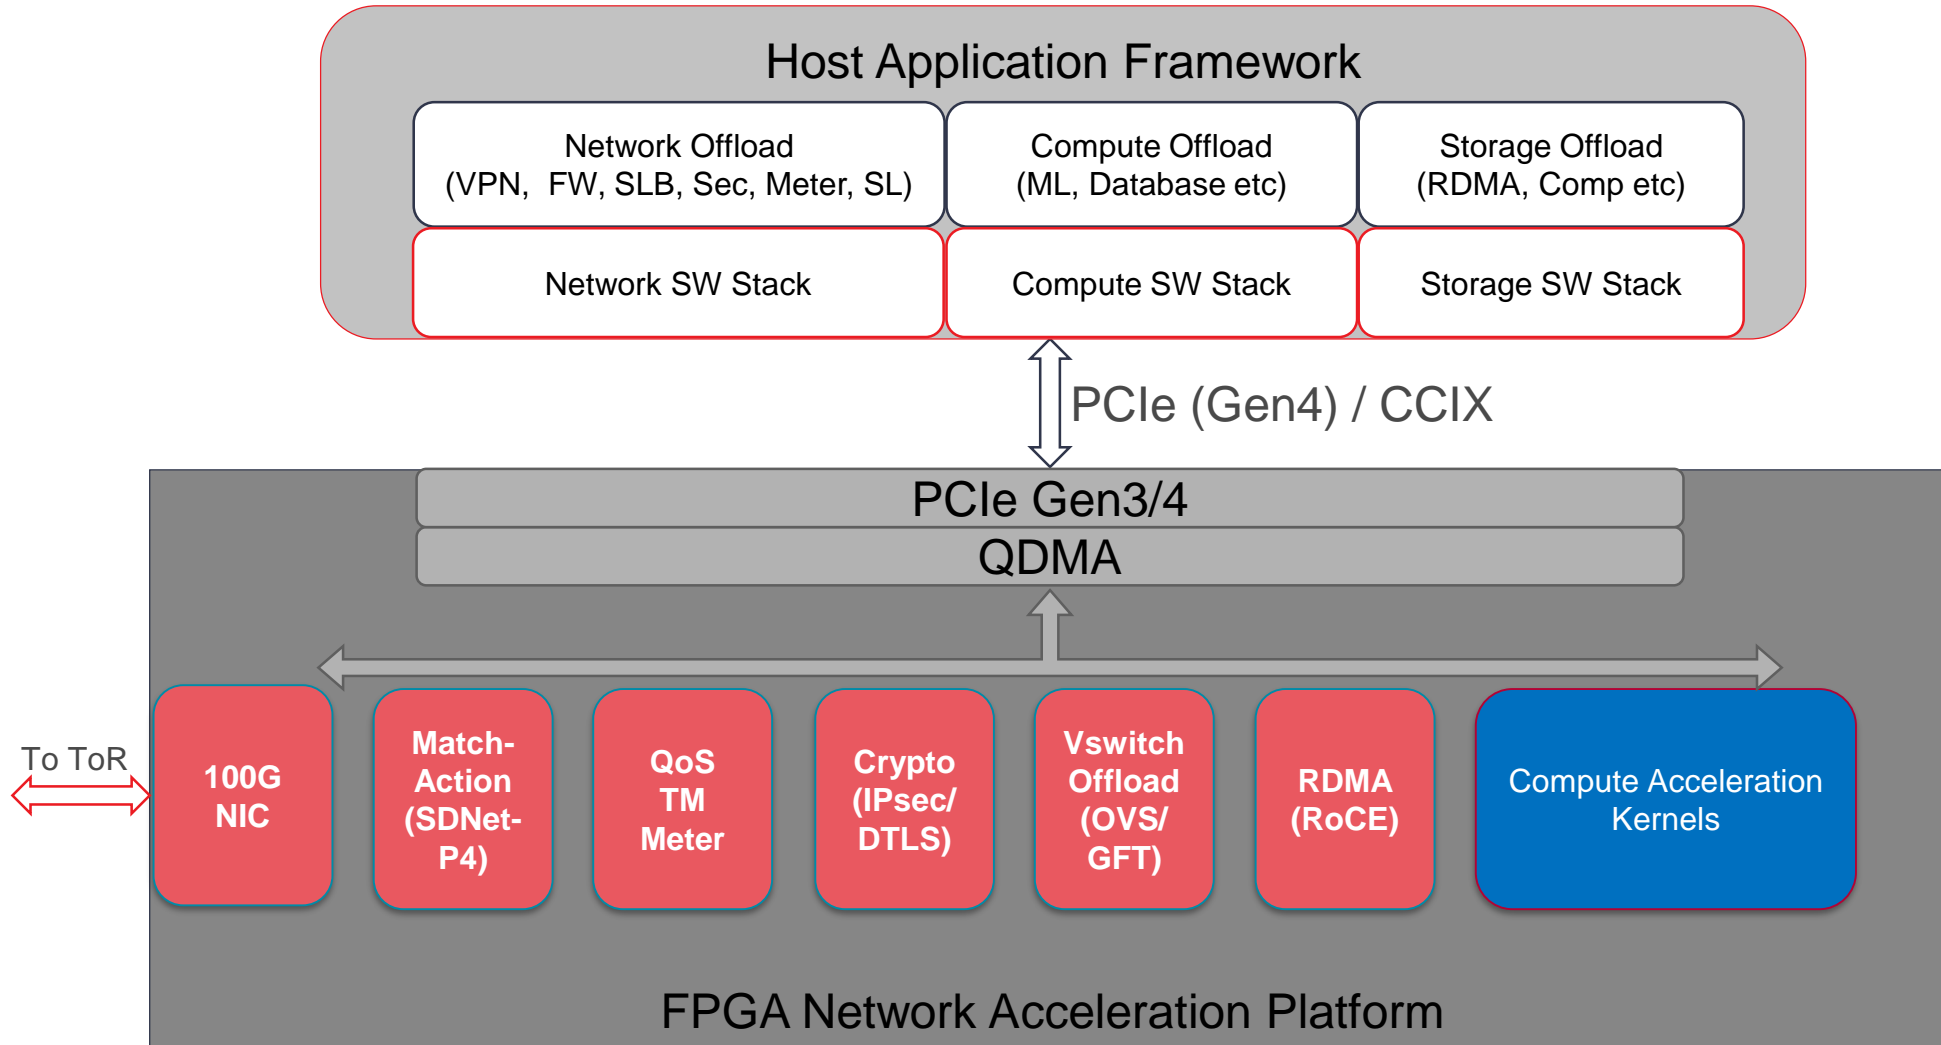 Host Application Framework
Network Offload
(VPN, FW, SLB, Sec, Meter, SL)
Compute Offload
(ML, Database etc)
Storage Offload
(RDMA, Comp etc)
Network SW Stack
Compute SW Stack
Storage SW Stack
PCIe (Gen4) / CCIX
PCIe Gen3/4
QDMA
To ToR
100G
NIC
Match-
Action
(SDNet-
P4)
QoS
TM
Meter
Crypto
(IPsec/
DTLS)
Vswitch
Offload
(OVS/
GFT)
RDMA
(RoCE)
Compute Acceleration
Kernels
FPGA Network Acceleration Platform